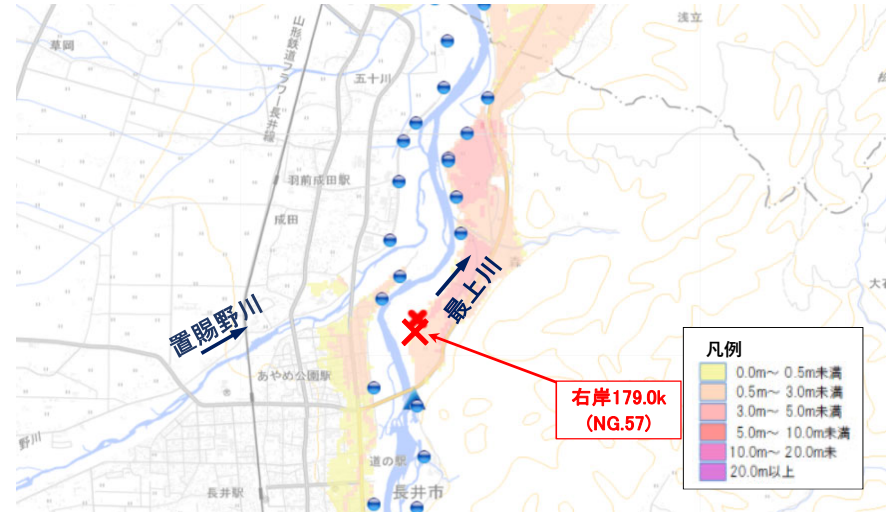 浅立
草岡
山形鉄道フラワー長井線
五十川
羽前成田駅
成田
置賜野川
最上川
大石
あやめ公園駅
野川
道の駅
長井駅
長井市
右岸179.0k
(NG.57)
凡例
0.0m～ 0.5m未満
0.5m～ 3.0m未満
3.0m～ 5.0m未満
5.0m～ 10.0m未満
10.0m～ 20.0m未
20.0m以上